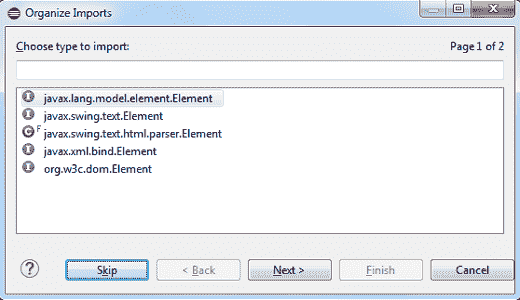 Organize Imports
Choose type to import: Page 1 of 2
javax.lang.model.element.Element
javax.swing.text.Element
F javax.swing.text.html.parser.Element
javax.xml.bind.Element
org.w3c.dom.Element
? Skip < Back Next > Finish Cancel